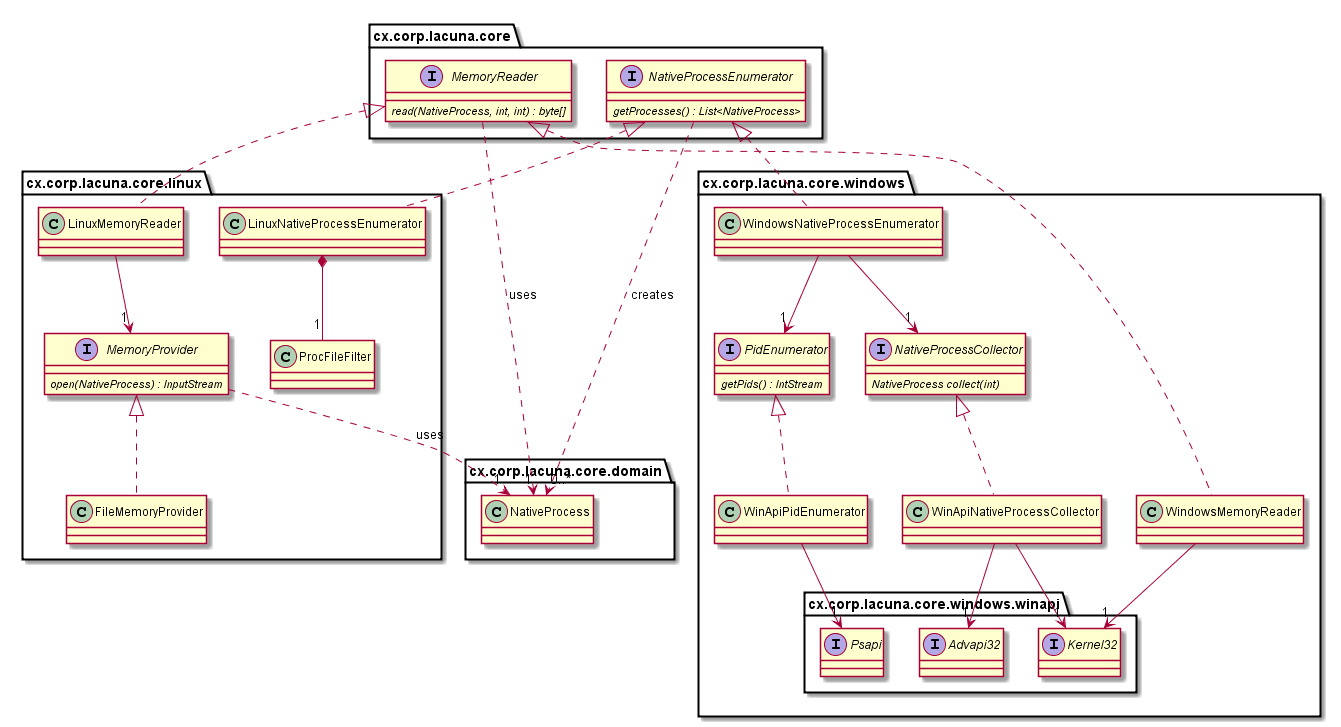 cx.corp.lacuna.core
I MemoryReader
read(NativeProcess, int, int) : byte[]
I NativeProcessEnumerator
getProcesses() : List<NativeProcess>
cx.corp.lacuna.core.linux
C LinuxMemoryReader
C LinuxNativeProcessEnumerator
1
1
I MemoryProvider
open(NativeProcess) : InputStream
C ProcFileFilter
C FileMemoryProvider
uses
uses
creates
cx.corp.lacuna.core.domain
C NativeProcess
cx.corp.lacuna.core.windows
C WindowsNativeProcessEnumerator
1
1
I PidEnumerator
getPids() : IntStream
I NativeProcessCollector
NativeProcess collect(int)
C WinApiPidEnumerator
C WinApiNativeProcessCollector
C WindowsMemoryReader
cx.corp.lacuna.core.windows.winapi
1
I Psapi
I Advapi32
I Kernel32